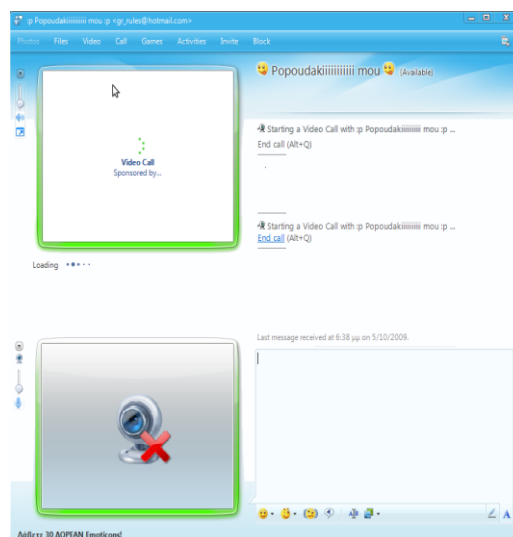 :p Popoudakiiiiiiiii mou :p <gr_rules@hotmail.com>
Photos Files Video Call Games Activities Invite Block
Popoudakiiiiiiiiii mou (Available)
Starting a Video Call with :p Popoudakiiiiiiiii mou :p ...
End call (Alt+Q)
.
Video Call
Sponsored by...
Starting a Video Call with :p Popoudakiiiiiiiii mou :p ...
End call (Alt+Q)
Loading
Last message received at 6:38 μμ on 5/10/2009.
A
Λάβετε 30 ΔΩΡΕΑΝ Emoticons!